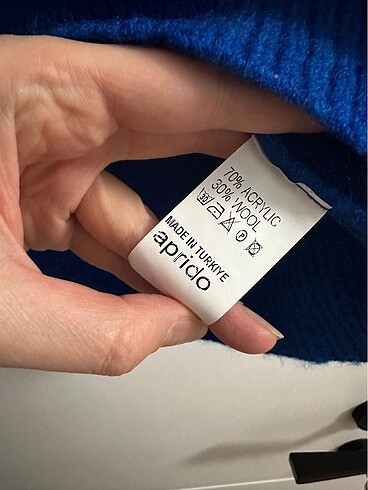 70% ACRYLIC
30% WOOL
MADE IN TURKIYE
aprido